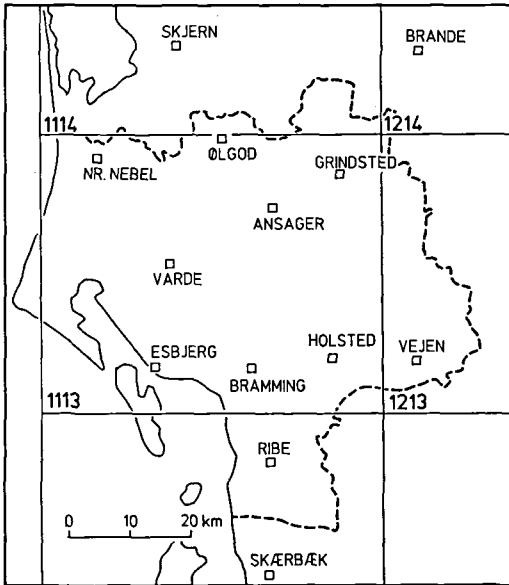 SKJERN
BRANDE
1114
1214
ØLGOD
NR. NEBEL
GRINDSTED
ANSAGER
VARDE
ESBJERG
HOLSTED
VEJEN
BRAMMING
1113
1213
RIBE
0 10 20 km
SKÆRBÆK